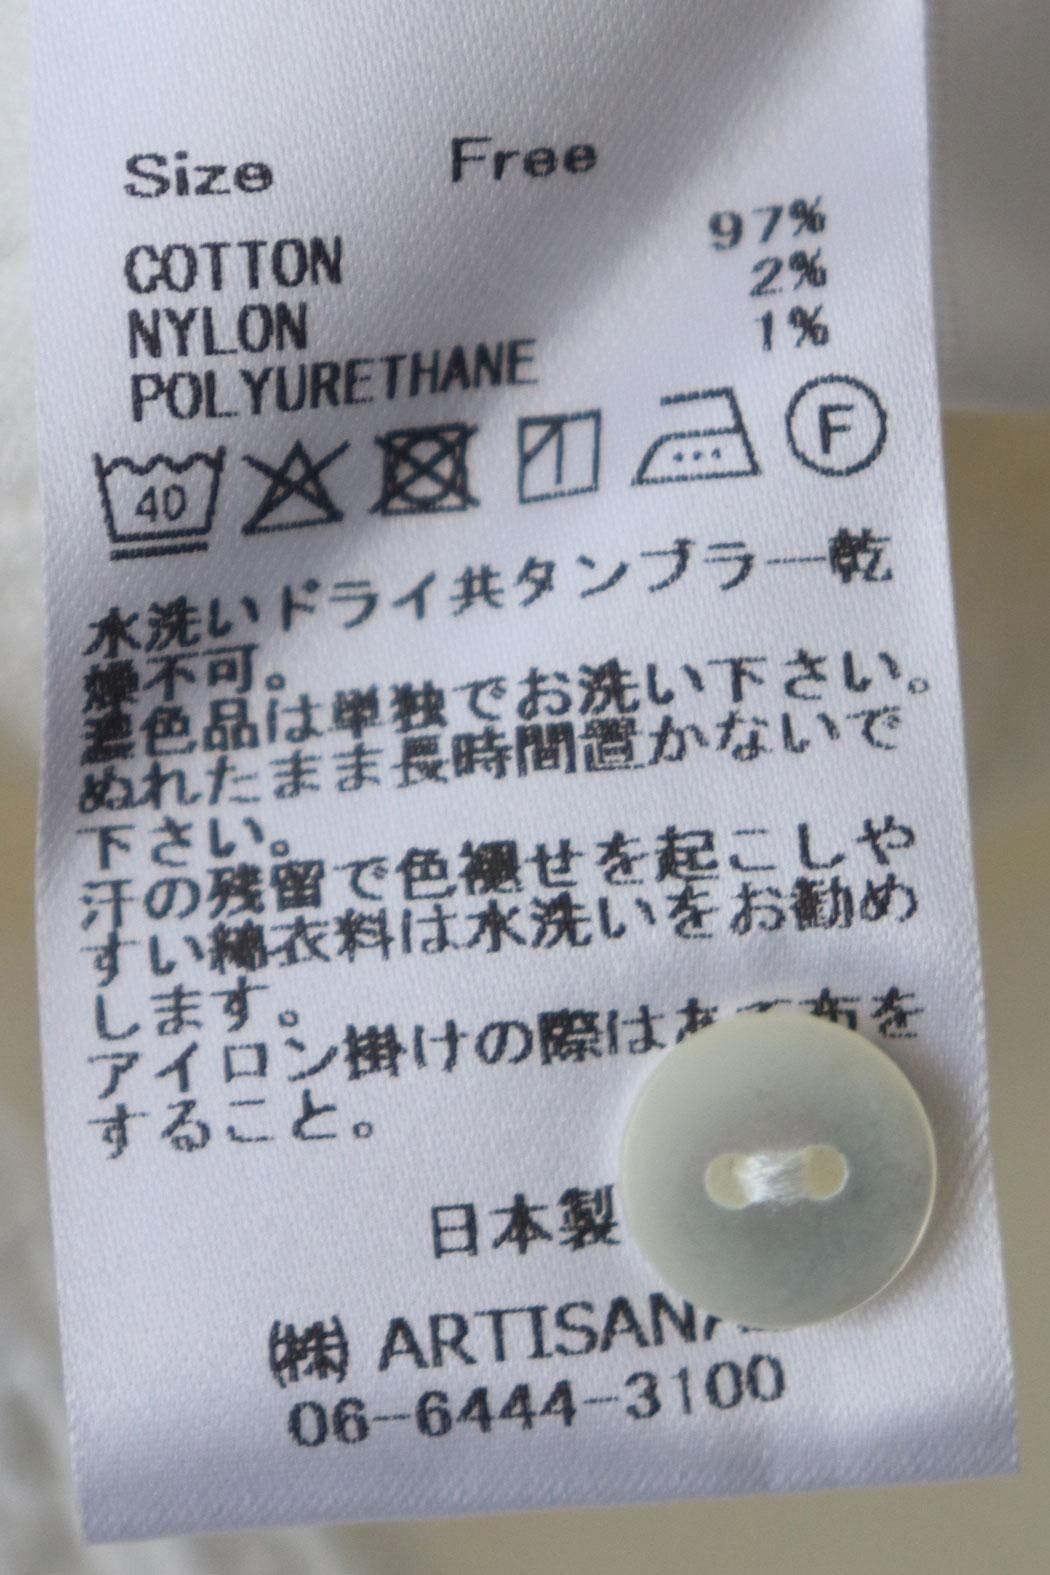 Size Free
COTTON 97%
NYLON 2%
POLYURETHANE 1%
40 F
水洗いドライ共タンブラー乾
燥不可。
濃色品は単独でお洗い下さい。
ぬれたまま長時間置かないで
下さい。
汗の残留で色褪せを起こしや
すい綿衣料は水洗いをお勧め
します。
アイロン掛けの際はあて布を
すること。
日本製
㈱ ARTISANA
06-6444-3100